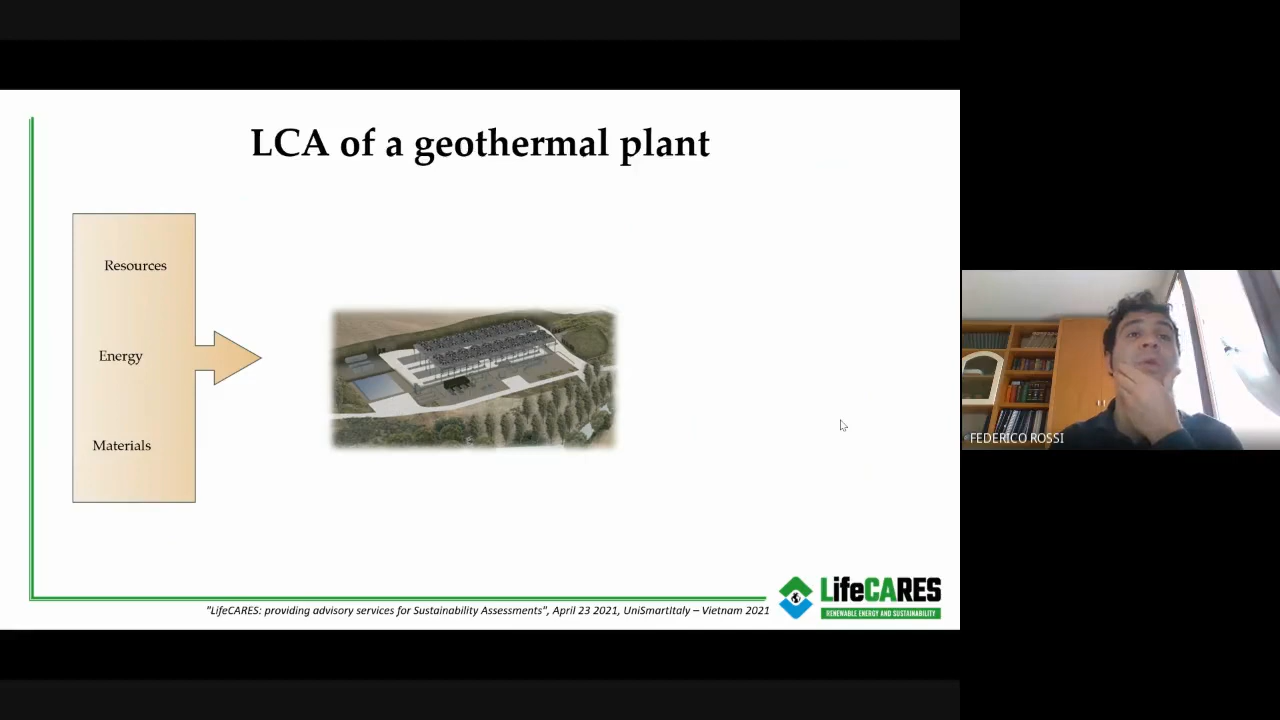 LCA of a geothermal plant
Resources
Energy
Materials
FEDERICO ROSSI
"LifeCARES: providing advisory services for Sustainability Assessments", April 23 2021, UniSmartItaly – Vietnam 2021
LifeCARES
RENEWABLE ENERGY AND SUSTAINABILITY